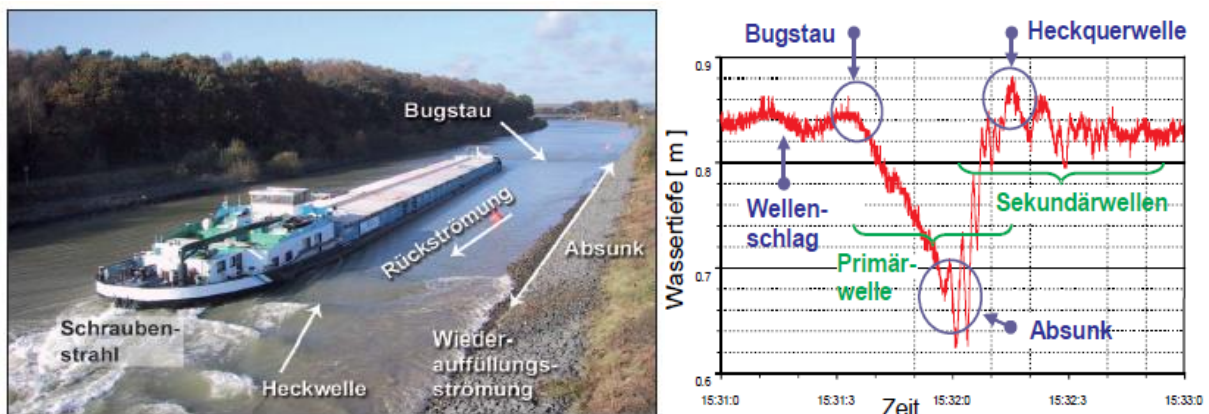 Bugstau
Rückströmung
Absunk
Schrauben-
strahl
Heckwelle
Wieder-
auffüllungs-
strömung
Bugstau
Heckquerwelle
Wassertiefe [ m ]
0.9
0.8
0.7
0.6
Wellen-
schlag
Sekundärwellen
Primär-
welle
Absunk
15:31:0
15:31:3
15:32:0
15:32:3
15:33:0
Zeit